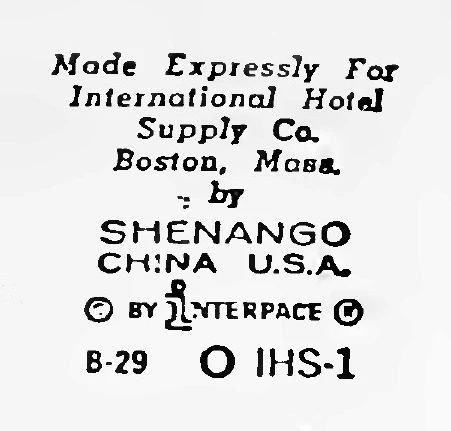 Made Expressly For
International Hotel
Supply Co.
Boston, Mass.
by
SHENANGO
CHINA U.S.A.
© BY iNTERPACE ®
B-29 O IHS-1